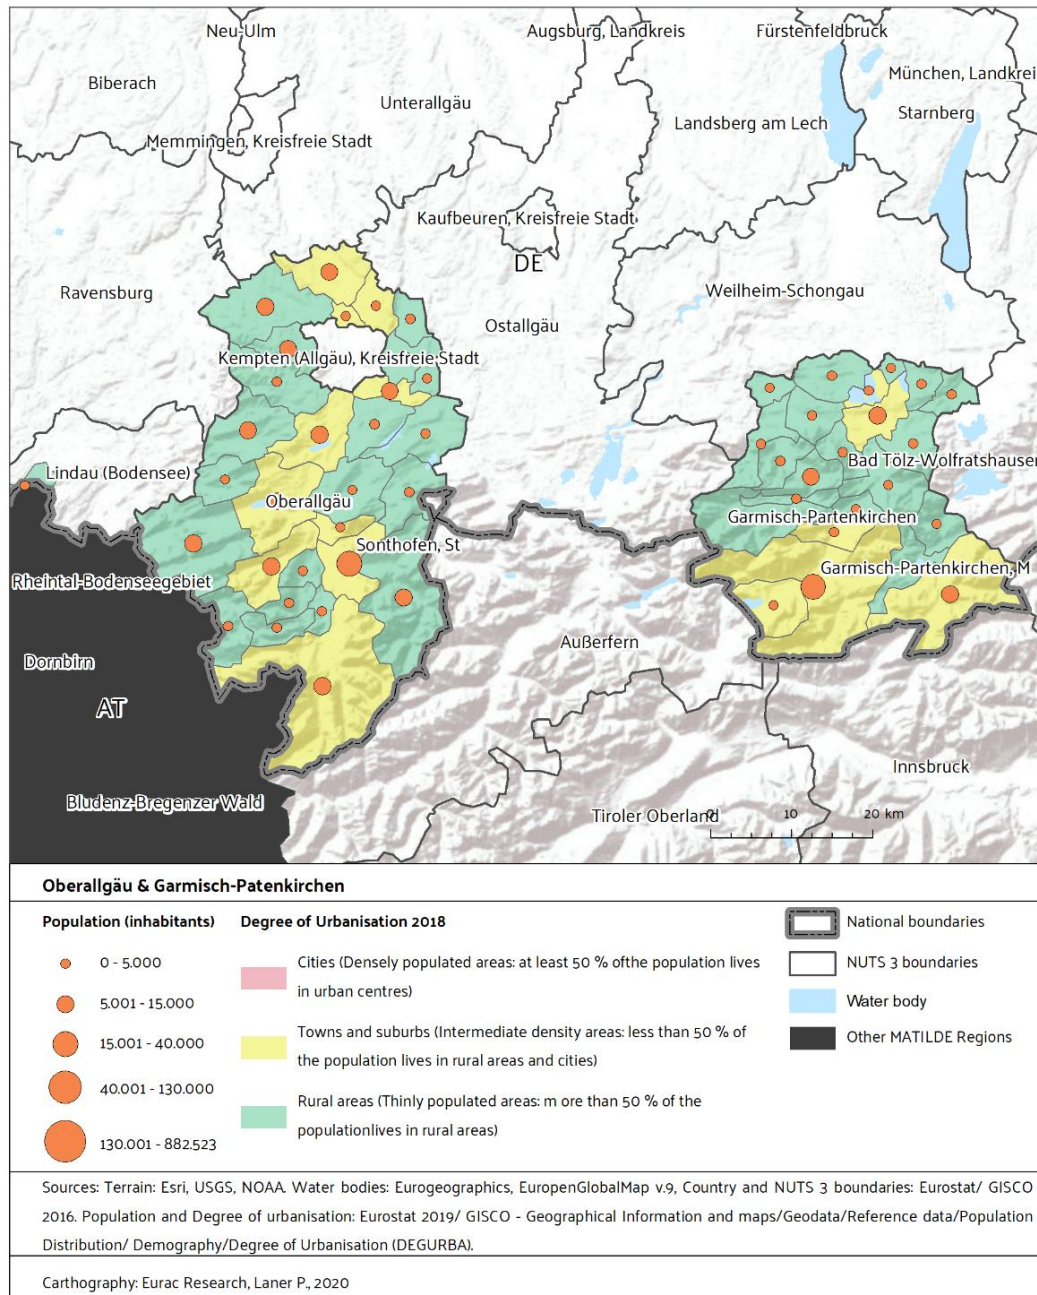 Neu-Ulm
Augsburg, Landkreis
Fürstenfeldbruck
Biberach
Unterallgäu
München, Landkrei
Starnberg
Landsberg am Lech
Memmingen, Kreisfreie Stadt
Kaufbeuren, Kreisfreie Stadt
DE
Ravensburg
Weilheim-Schongau
Ostallgäu
Kempten (Allgäu), Kreisfreie Stadt
Lindau (Bodensee)
Bad Tölz-Wolfratshausen
Oberallgäu
Garmisch-Partenkirchen
Sonthofen, St
Rheintal-Bodenseegebiet
Garmisch-Partenkirchen, M
Außerfern
Dornbirn
AT
Innsbruck
Bludenz-Bregenzer Wald
Tiroler Oberland
0 10 20 km
Oberallgäu & Garmisch-Patenkirchen
Population (inhabitants)
0 - 5.000
5.001 - 15.000
15.001 - 40.000
40.001 - 130.000
130.001 - 882.523
Degree of Urbanisation 2018
Cities (Densely populated areas: at least 50 % ofthe population lives
in urban centres)
Towns and suburbs (Intermediate density areas: less than 50 % of
the population lives in rural areas and cities)
Rural areas (Thinly populated areas: m ore than 50 % of the
populationlives in rural areas)
National boundaries
NUTS 3 boundaries
Water body
Other MATILDE Regions
Sources: Terrain: Esri, USGS, NOAA. Water bodies: Eurogeographics, EuropenGlobalMap v.9, Country and NUTS 3 boundaries: Eurostat/ GISCO
2016. Population and Degree of urbanisation: Eurostat 2019/ GISCO - Geographical Information and maps/Geodata/Reference data/Population
Distribution/ Demography/Degree of Urbanisation (DEGURBA).
Carthography: Eurac Research, Laner P., 2020